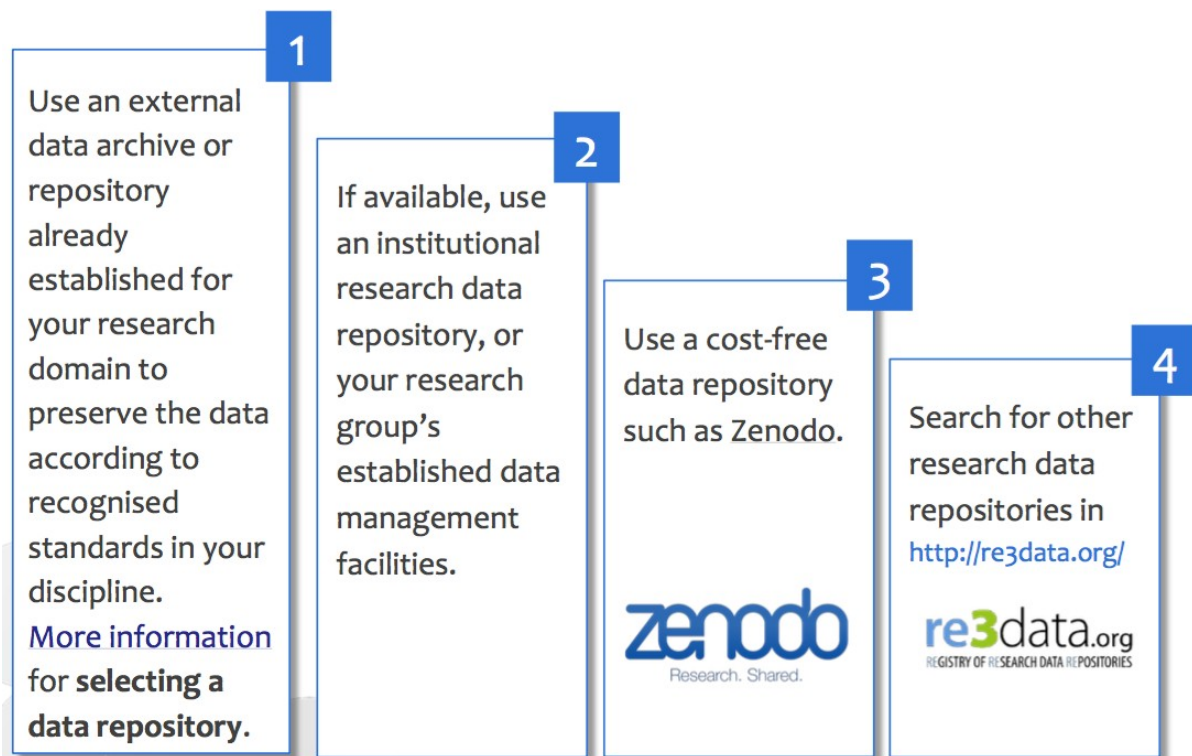 1
Use an external
data archive or
repository
already
established for
your research
domain to
preserve the data
according to
recognised
standards in your
discipline.
More information
for selecting a
data repository.
2
If available, use
an institutional
research data
repository, or
your research
group's
established data
management
facilities.
3
Use a cost-free
data repository
such as Zenodo.
zenodo
Research. Shared.
4
Search for other
research data
repositories in
http://re3data.org/
re3data.org
REGISTRY OF RESEARCH DATA REPOSITORIES